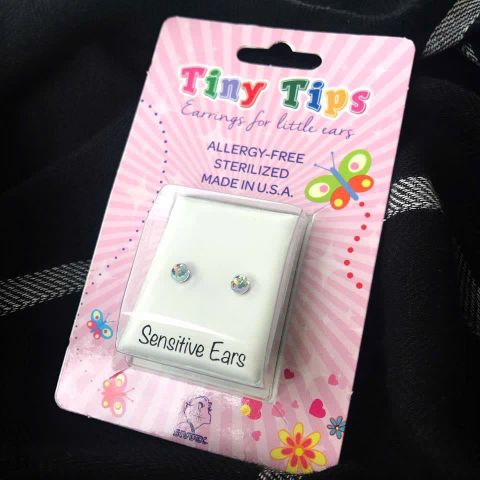 Tiny Tips
Earrings for little ears
ALLERGY-FREE
STERILIZED
MADE IN U.S.A.
Sensitive Ears